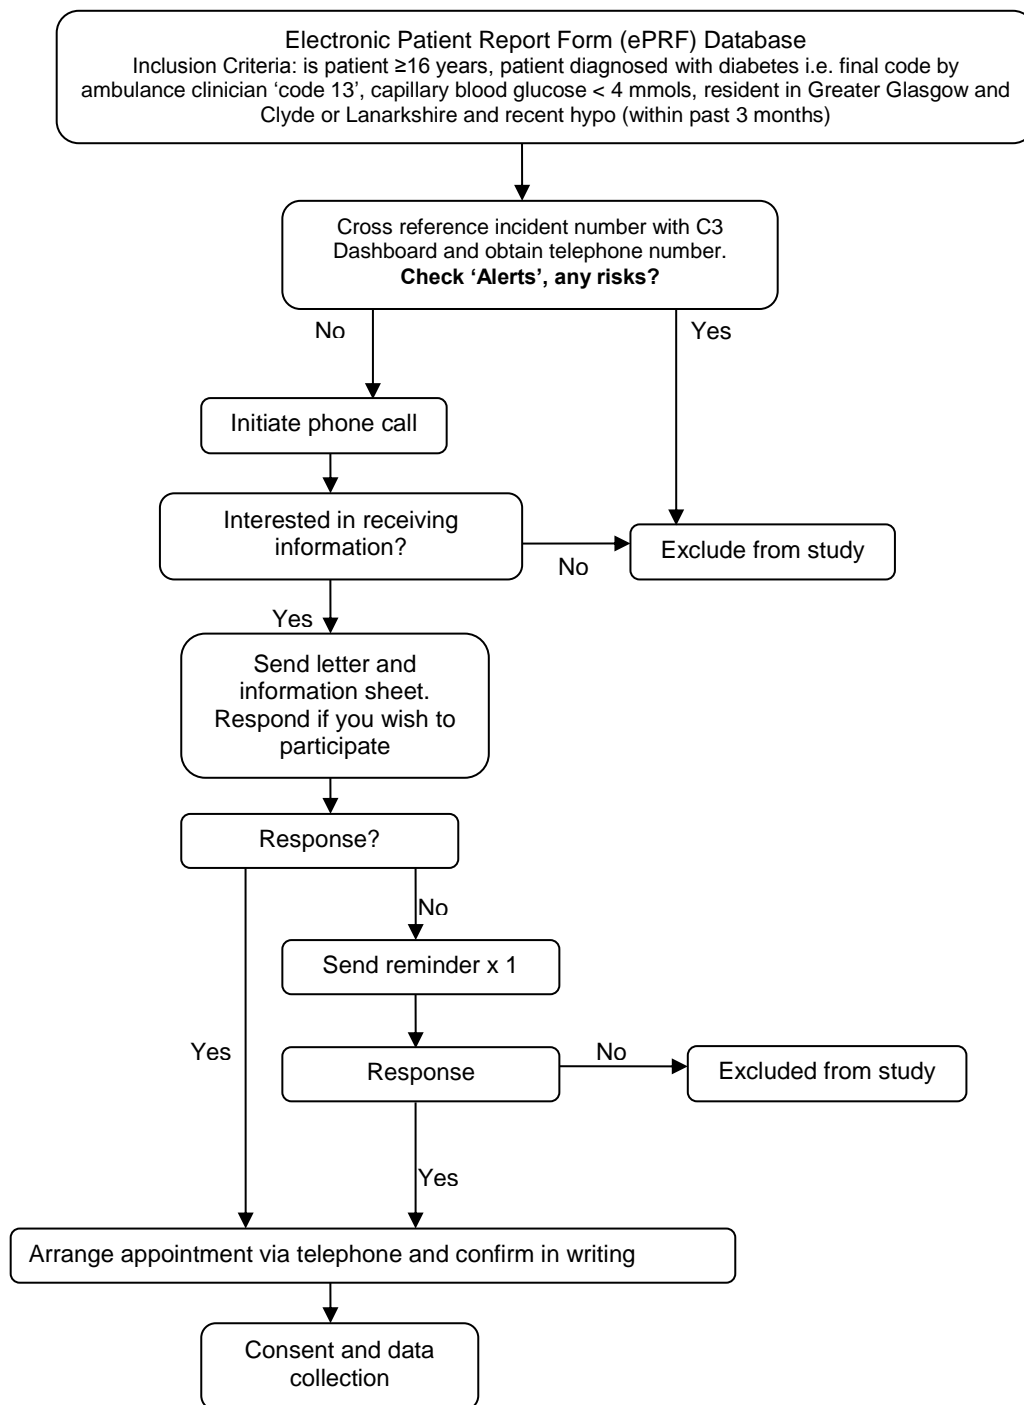 Electronic Patient Report Form (ePRF) Database
Inclusion Criteria: is patient ≥16 years, patient diagnosed with diabetes i.e. final code by
ambulance clinician ‘code 13’, capillary blood glucose < 4 mmols, resident in Greater Glasgow and
Clyde or Lanarkshire and recent hypo (within past 3 months)
Cross reference incident number with C3
Dashboard and obtain telephone number.
Check ‘Alerts’, any risks?
No
Yes
Initiate phone call
Interested in receiving
information?
No
Exclude from study
Yes
Send letter and
information sheet.
Respond if you wish to
participate
Response?
No
Send reminder x 1
Yes
Response
No
Excluded from study
Yes
Arrange appointment via telephone and confirm in writing
Consent and data
collection